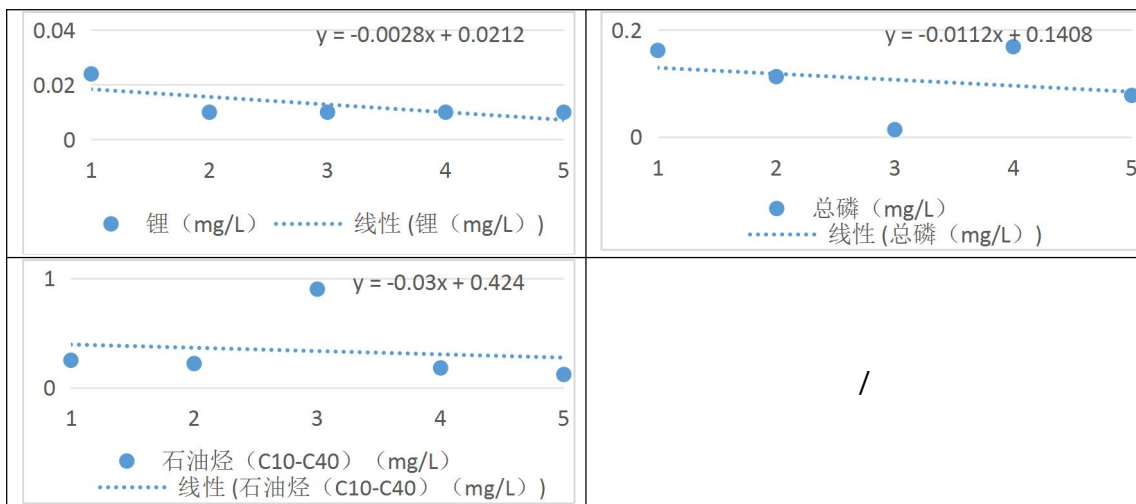 y = -0.0028x + 0.0212
0.04
0.02
0
1 2 3 4 5
锂（mg/L） 线性 (锂（mg/L）)
y = -0.0112x + 0.1408
0.2
0
1 2 3 4 5
总磷（mg/L）
线性 (总磷（mg/L）)
y = -0.03x + 0.424
1
0
1 2 3 4 5
石油烃（C10-C40）（mg/L）
线性 (石油烃（C10-C40）（mg/L）)
/